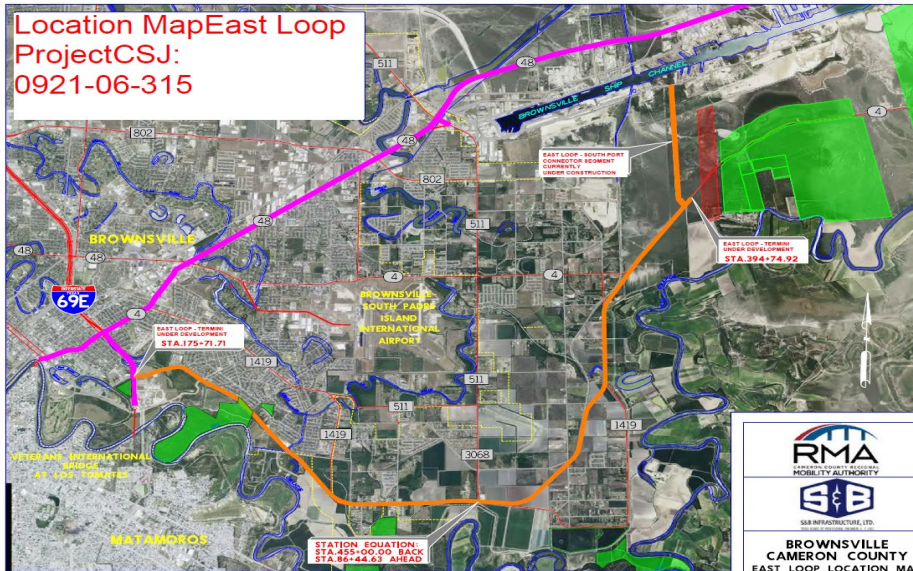 Location MapEast Loop
ProjectCSJ:
0921-06-315
48
511
BROWNSVILLE SHIP CHANNEL
4
802
48
48
EAST LOOP - SOUTH PORT
CONNECTOR SEGMENT
CURRENTLY
UNDER CONSTRUCTION
802
48
511
BROWNSVILLE
EAST LOOP - TERMINI
UNDER DEVELOPMENT
STA.394+74.92
48
48
4
4
INTERSTATE
69E
BROWNSVILLE
SOUTH PADRE
ISLAND
INTERNATIONAL
AIRPORT
4
EAST LOOP - TERMINI
UNDER DEVELOPMENT
STA.175+71.71
1419
511
511
1419
1419
3068
VETERANS INTERNATIONAL
BRIDGE
AT LOS TOMATES
MATAMOROS
STATION EQUATION:
STA.455+00.00 BACK
STA.86+44.63 AHEAD
RMA
CAMERON COUNTY REGIONAL
MOBILITY AUTHORITY
S&B
S&B INFRASTRUCTURE, LTD.
BROWNSVILLE
CAMERON COUNTY
EAST LOOP LOCATION MA